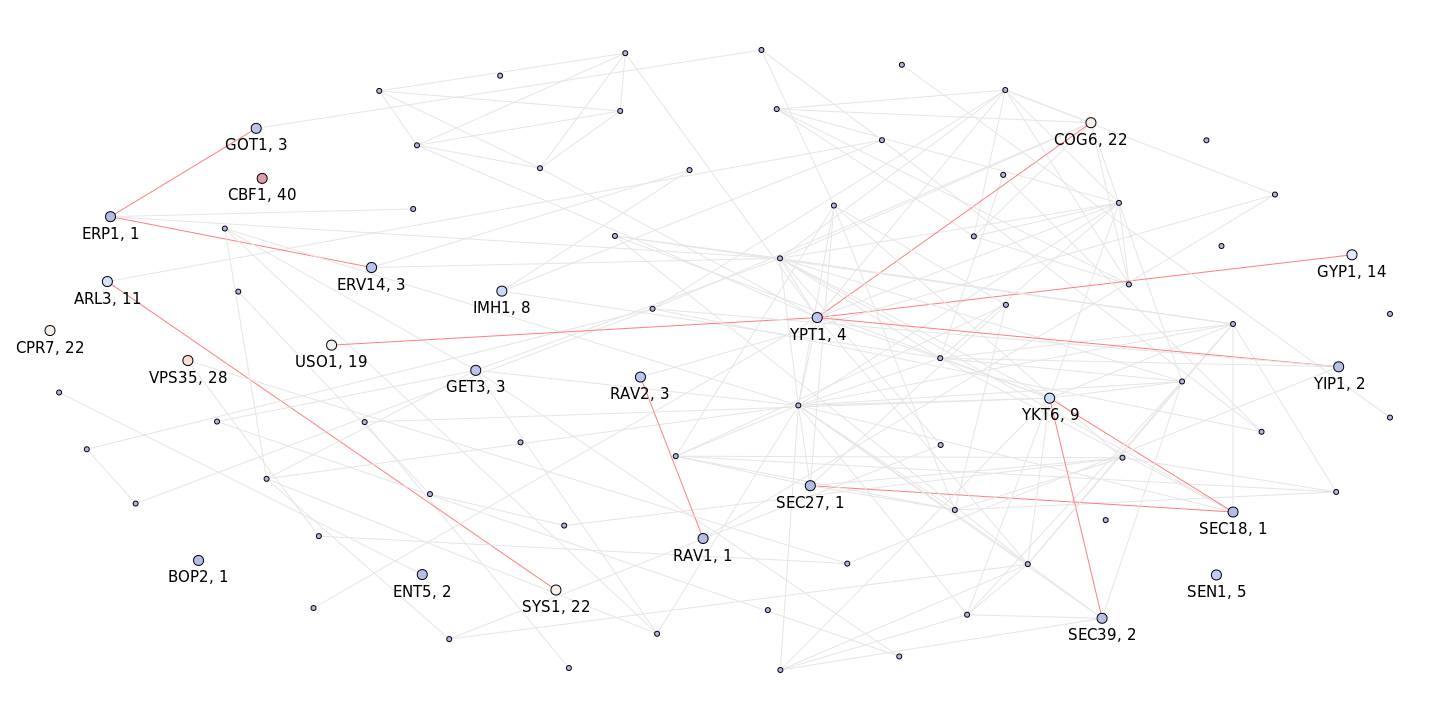 COG6, 22
GOT1, 3
CBF1, 40
ERP1, 1
GYP1, 14
ERV14, 3
ARL3, 11
IMH1, 8
YPT1, 4
CPR7, 22
USO1, 19
VPS35, 28
GET3, 3
RAV2, 3
YIP1, 2
YKT6, 9
SEC27, 1
SEC18, 1
RAV1, 1
BOP2, 1
ENT5, 2
SYS1, 22
SEN1, 5
SEC39, 2